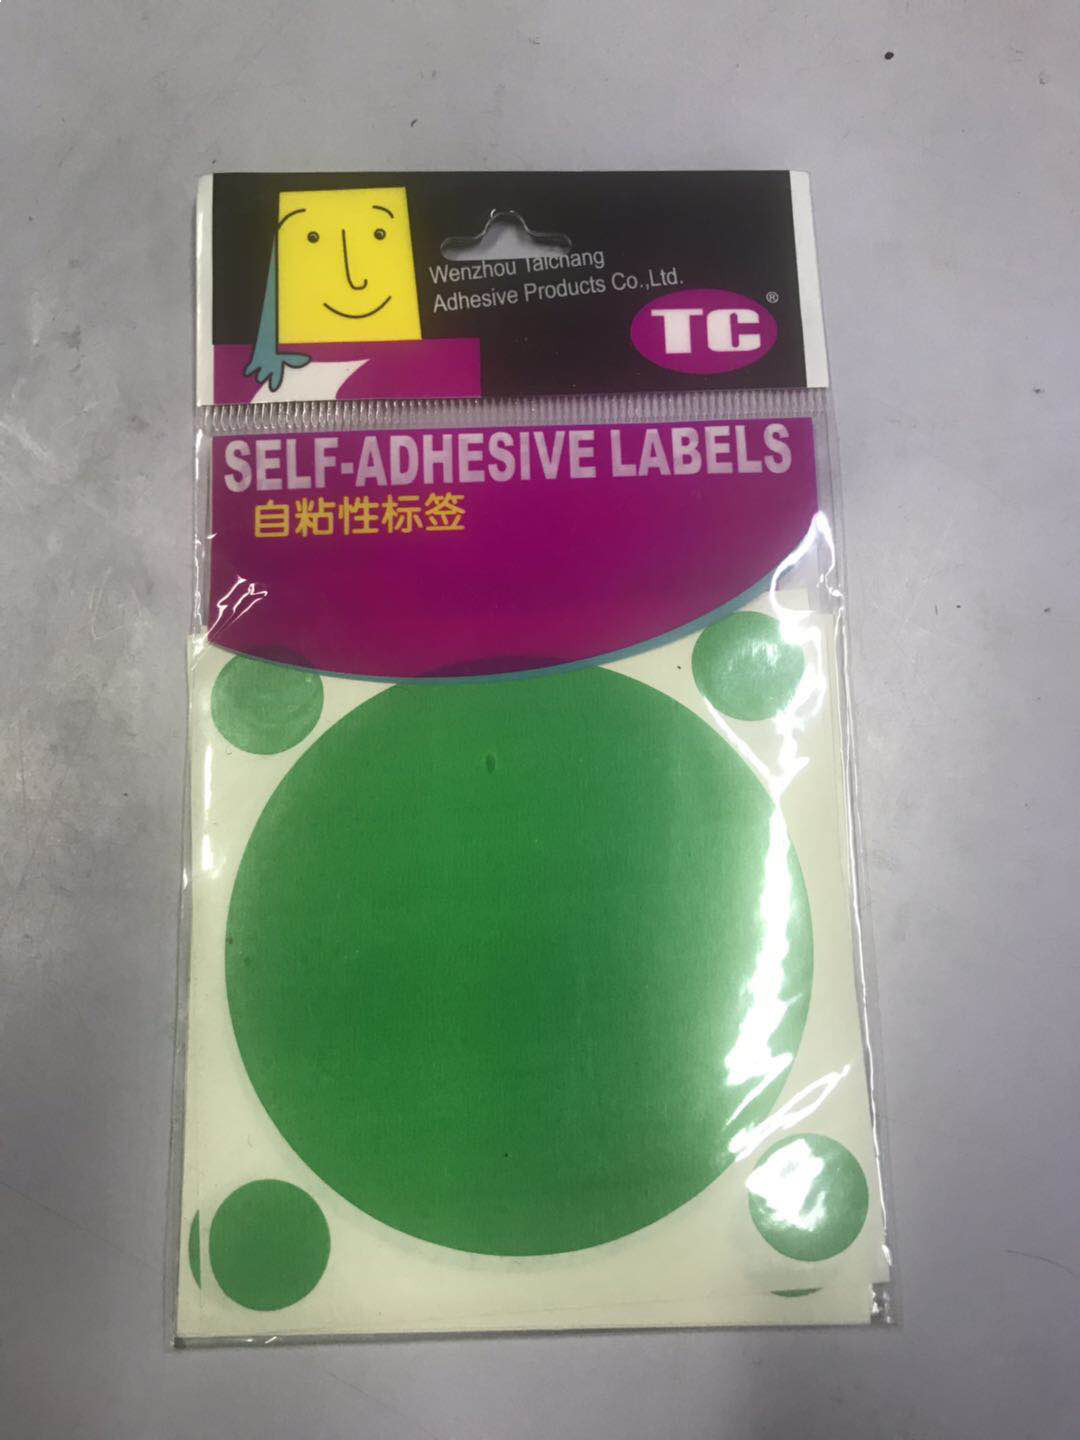 Wenzhou Taichang
Adhesive Products Co.,Ltd.
TC®
SELF-ADHESIVE LABELS
自粘性标签